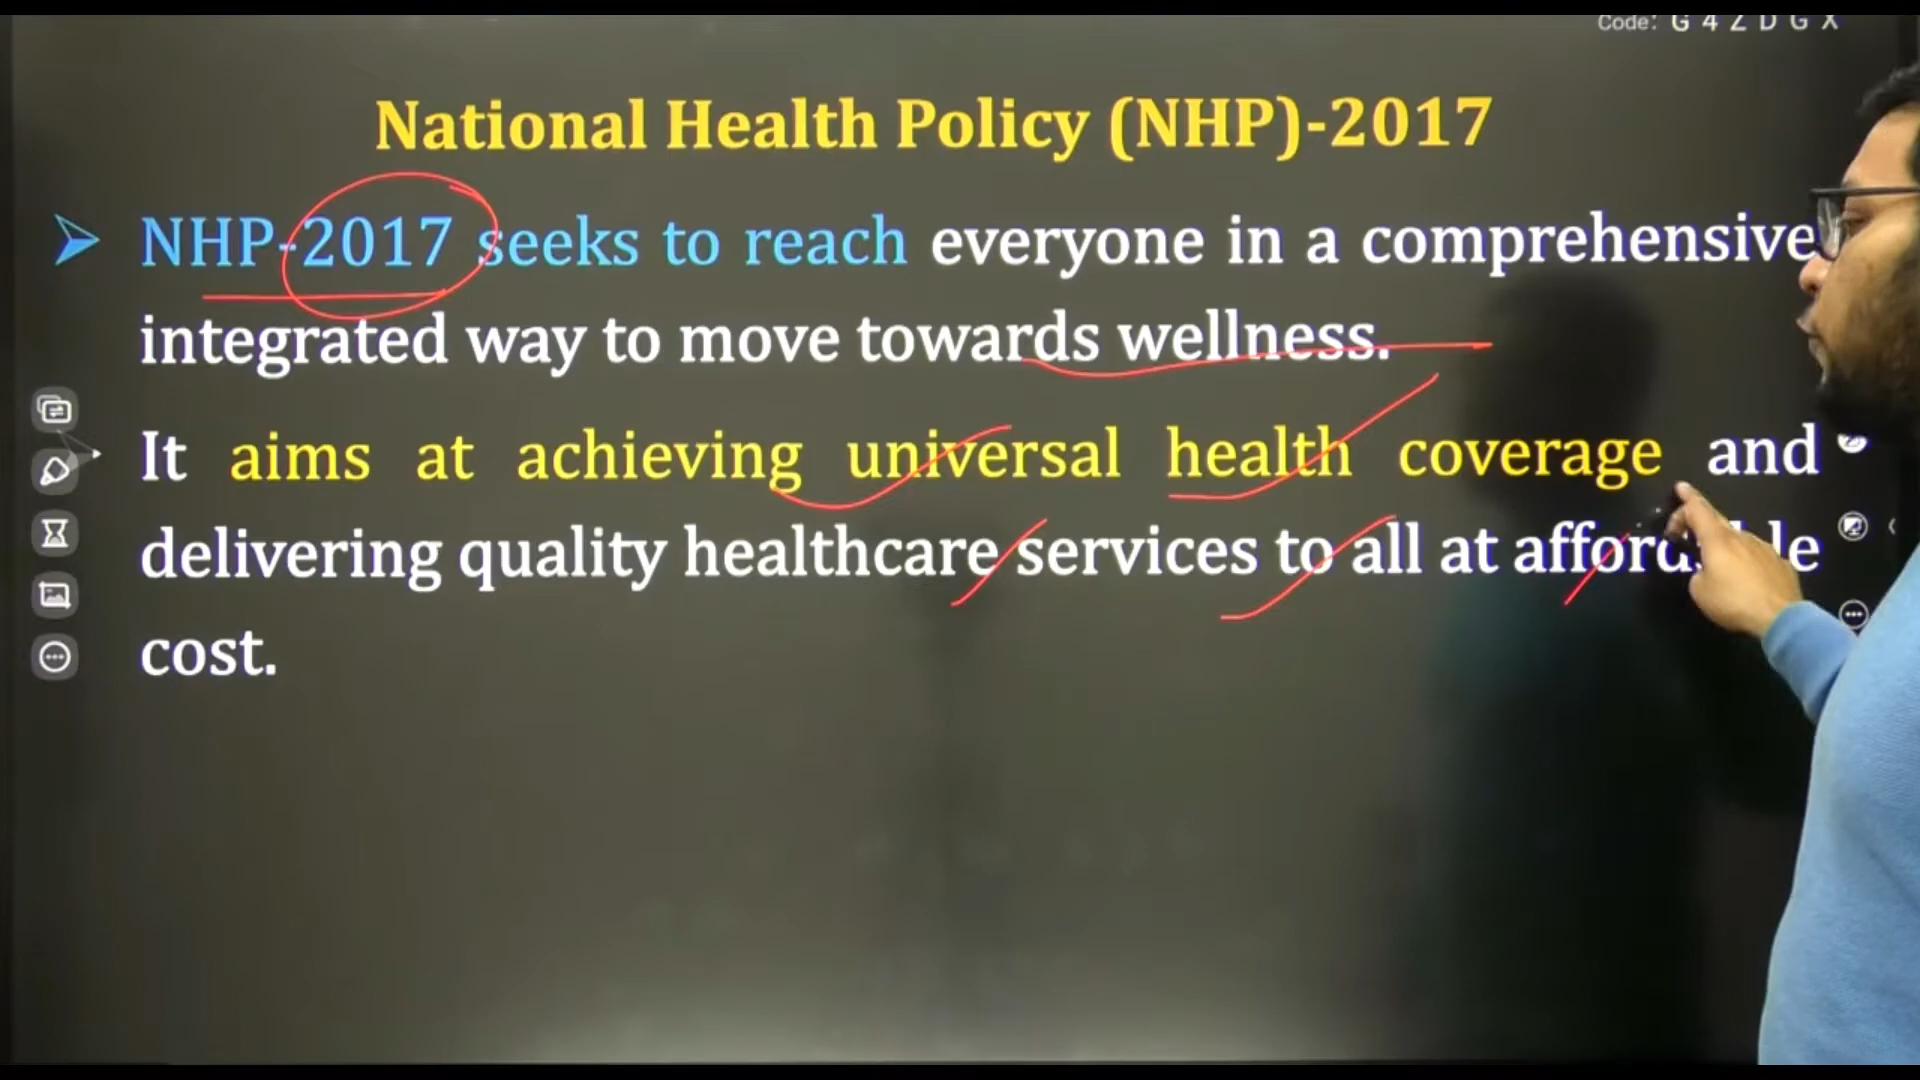 Code: G 4 Z D G X
National Health Policy (NHP)-2017
NHP-2017 seeks to reach everyone in a comprehensive
integrated way to move towards wellness.
It aims at achieving universal health coverage and
delivering quality healthcare services to all at
cost.